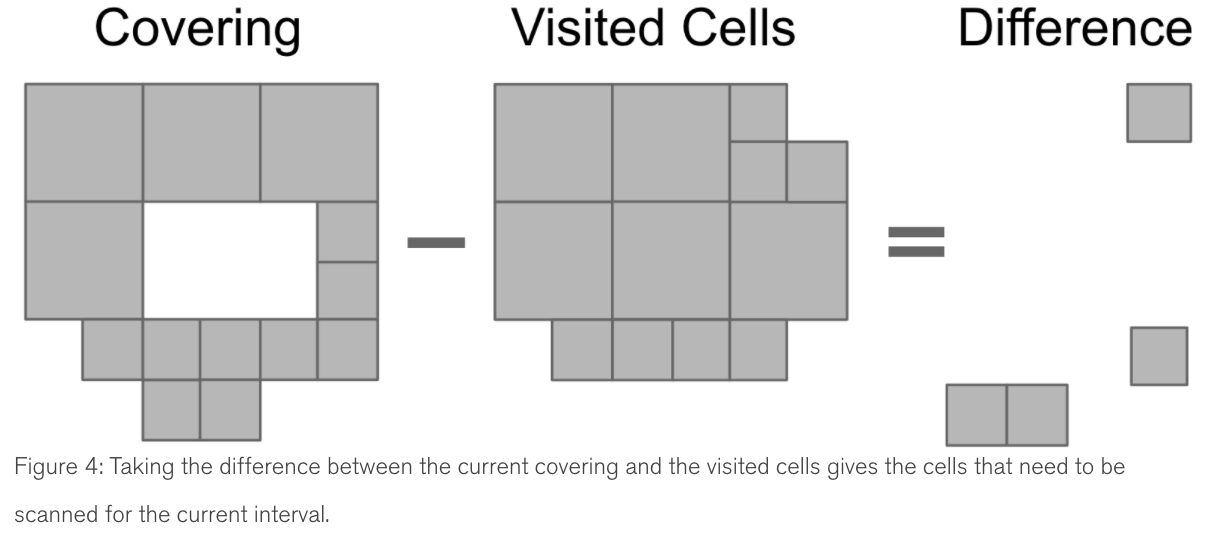 Covering Visited Cells Difference
Figure 4: Taking the difference between the current covering and the visited cells gives the cells that need to be
scanned for the current interval.